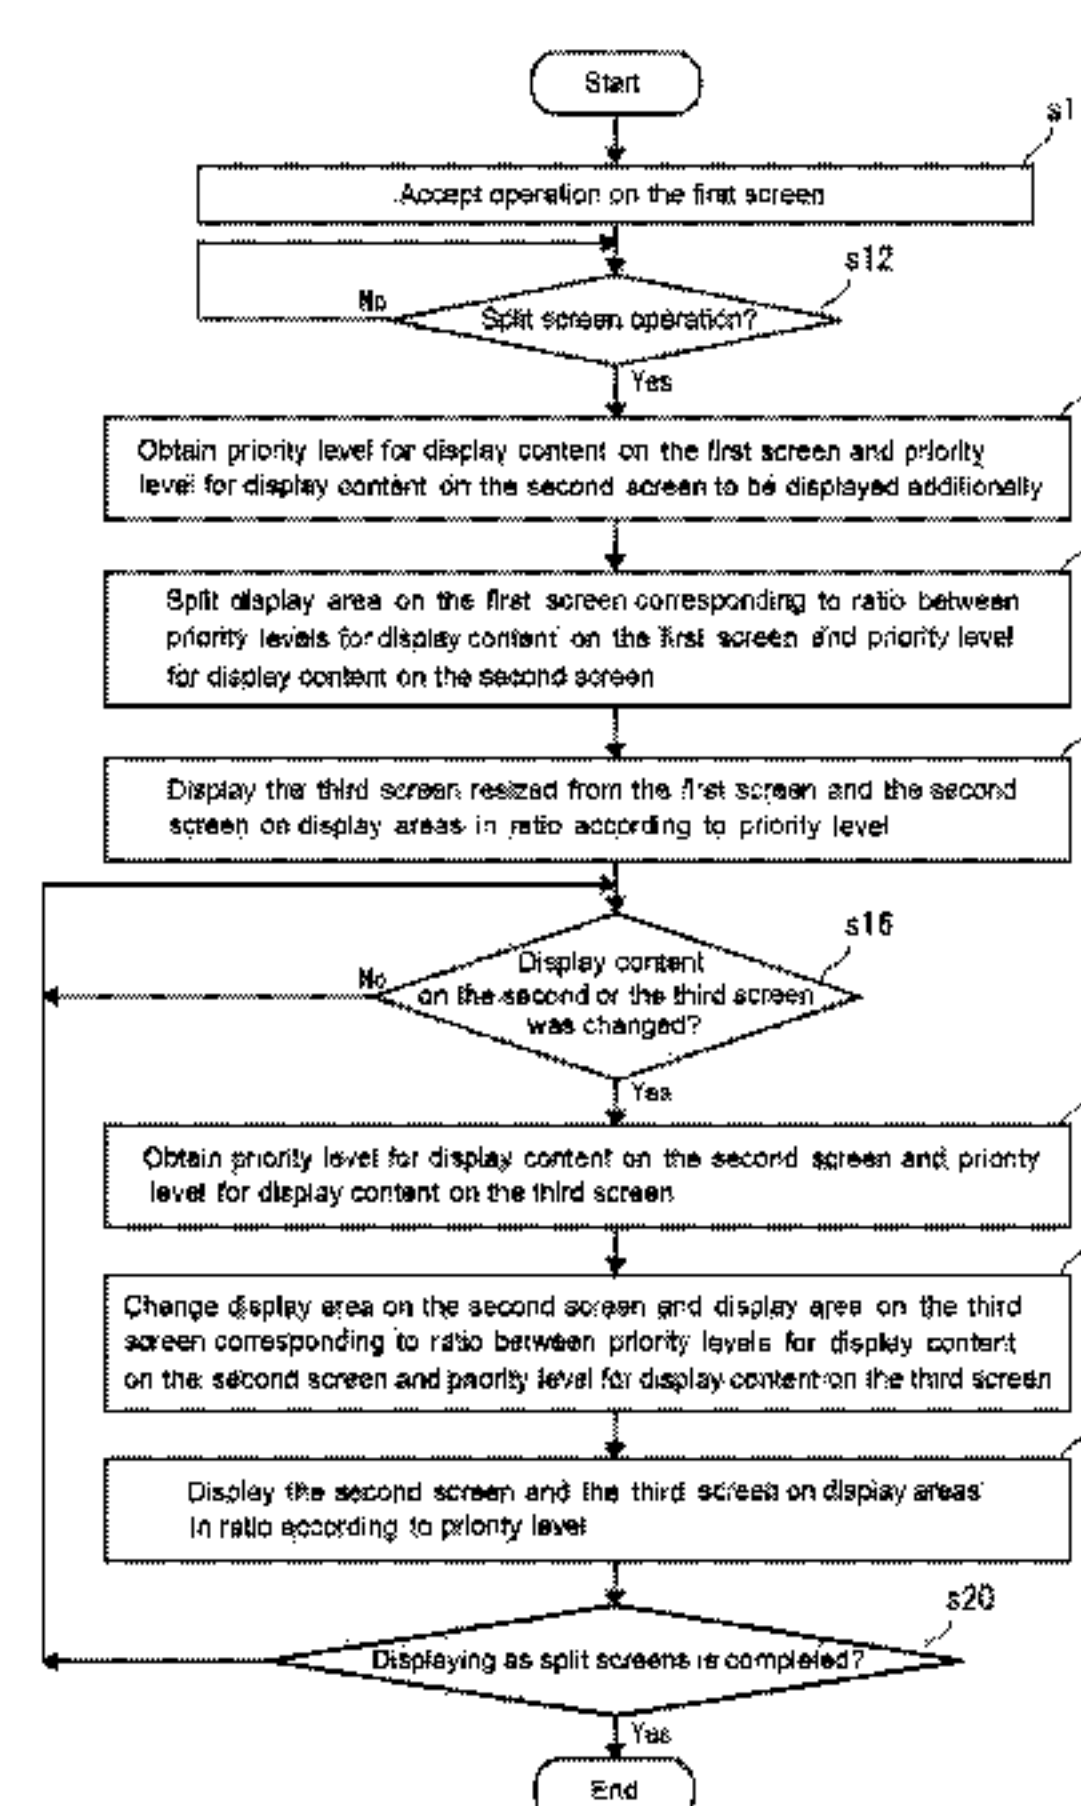 Start
s1
Accept operation on the first screen
s12
No
Split screen operation?
Yes
Obtain priority level for display content on the first screen and priority
level for display content on the second screen to be displayed additionally
Split display area on the first screen corresponding to ratio between
priority levels for display content on the first screen and priority level
for display content on the second screen
Display the third screen resized from the first screen and the second
screen on display areas in ratio according to priority level
s16
No
Display content
on the second or the third screen
was changed?
Yes
Obtain priority level for display content on the second screen and priority
level for display content on the third screen
Change display area on the second screen and display area on the third
screen corresponding to ratio between priority levels for display content
on the second screen and priority level for display content on the third screen
Display the second screen and the third screen on display areas
in ratio according to priority level
s20
Displaying as split screens is completed?
Yes
End